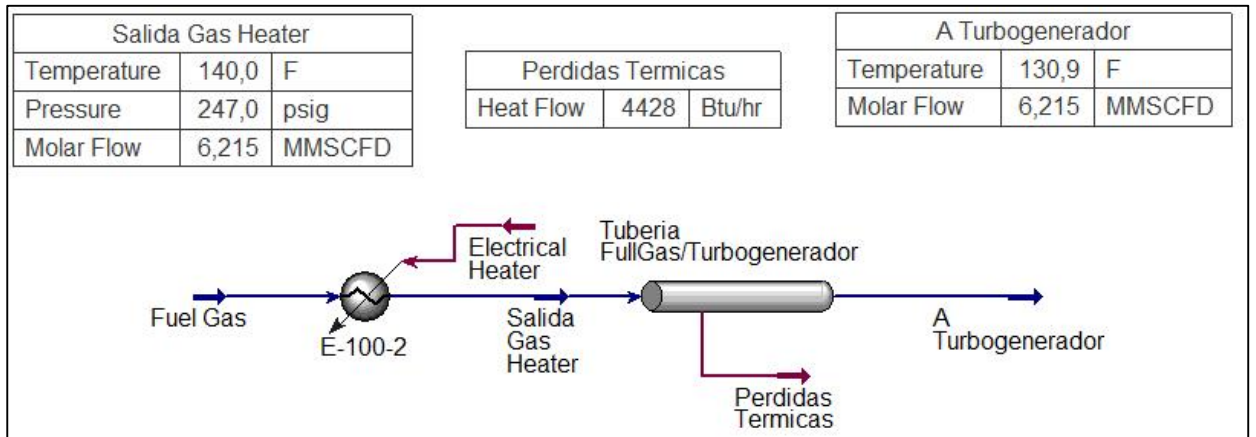 Salida Gas Heater
Temperature 140,0 F
Pressure 247,0 psig
Molar Flow 6,215 MMSCFD
Perdidas Termicas
Heat Flow 4428 Btu/hr
A Turbogenerador
Temperature 130,9 F
Molar Flow 6,215 MMSCFD
Electrical
Heater
Tuberia
FullGas/Turbogenerador
Fuel Gas
E-100-2
Salida
Gas
Heater
A
Turbogenerador
Perdidas
Termicas